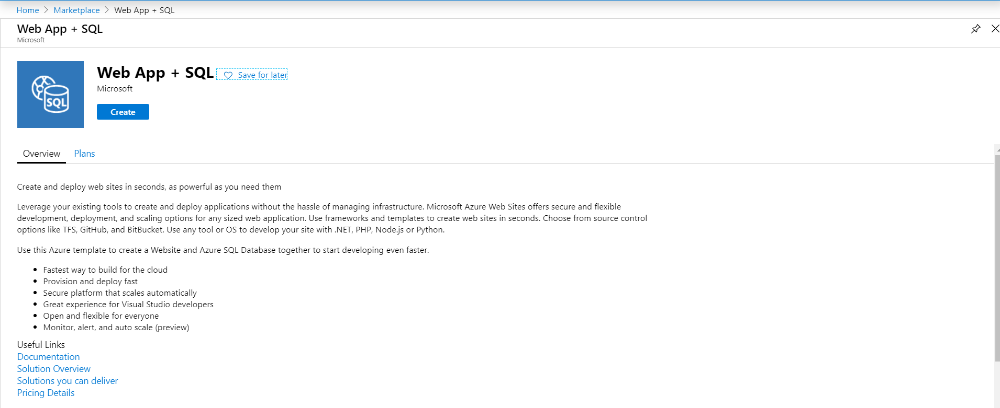 Home > Marketplace > Web App + SQL
Web App + SQL
Microsoft
SQL
Web App + SQL Save for later
Microsoft
Create
Overview Plans
Create and deploy web sites in seconds, as powerful as you need them
Leverage your existing tools to create and deploy applications without the hassle of managing infrastructure. Microsoft Azure Web Sites offers secure and flexible
development, deployment, and scaling options for any sized web application. Use frameworks and templates to create web sites in seconds. Choose from source control
options like TFS, GitHub, and BitBucket. Use any tool or OS to develop your site with .NET, PHP, Node.js or Python.
Use this Azure template to create a Website and Azure SQL Database together to start developing even faster.
• Fastest way to build for the cloud
• Provision and deploy fast
• Secure platform that scales automatically
• Great experience for Visual Studio developers
• Open and flexible for everyone
• Monitor, alert, and auto scale (preview)
Useful Links
Documentation
Solution Overview
Solutions you can deliver
Pricing Details